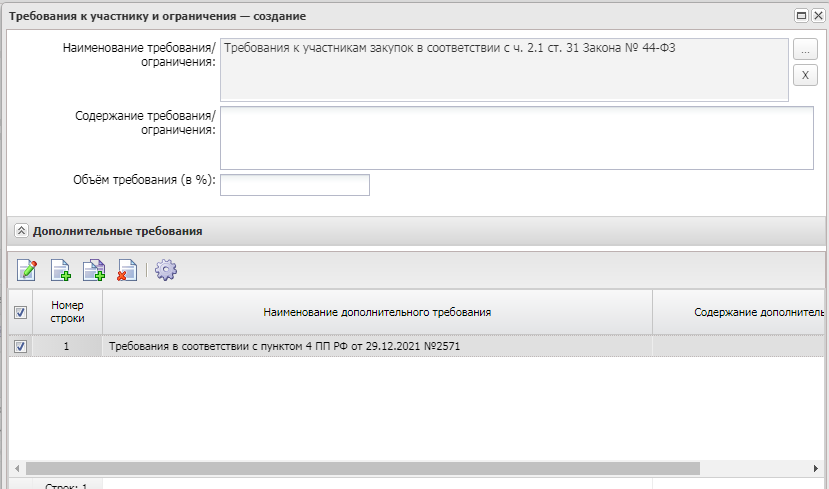 Требования к участнику и ограничения — создание
Наименование требования/
ограничения:
Требования к участникам закупок в соответствии с ч. 2.1 ст. 31 Закона № 44-ФЗ
...
X
Содержание требования/
ограничения:
Объём требования (в %):
Дополнительные требования
Номер
строки
Наименование дополнительного требования
Содержание дополнитель
1
Требования в соответствии с пунктом 4 ПП РФ от 29.12.2021 №2571
Строк: 1